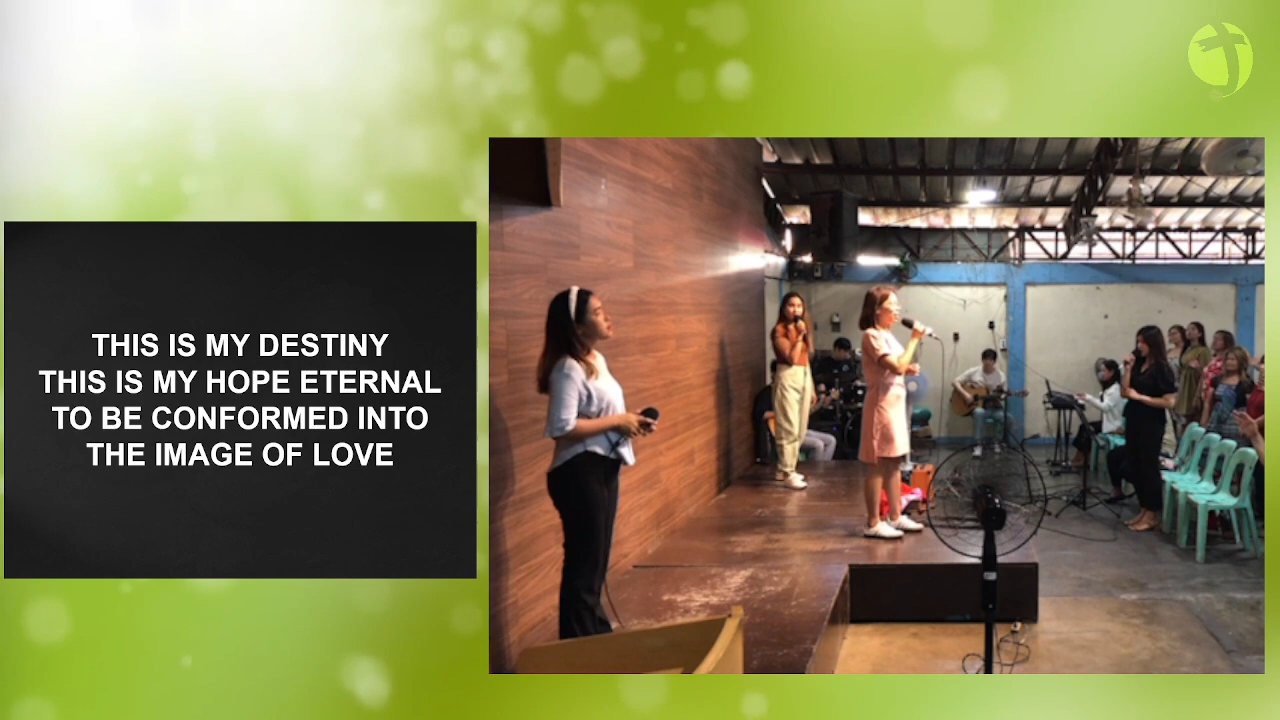 THIS IS MY DESTINY
THIS IS MY HOPE ETERNAL
TO BE CONFORMED INTO
THE IMAGE OF LOVE